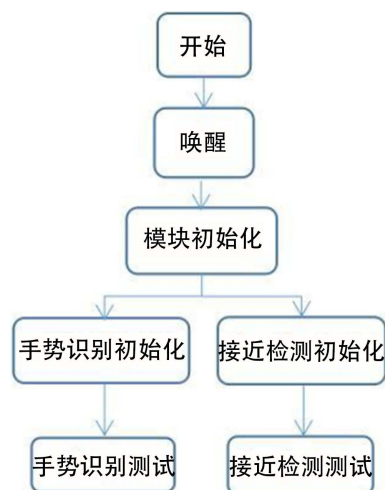 开始
唤醒
模块初始化
手势识别初始化
接近检测初始化
手势识别测试
接近检测测试